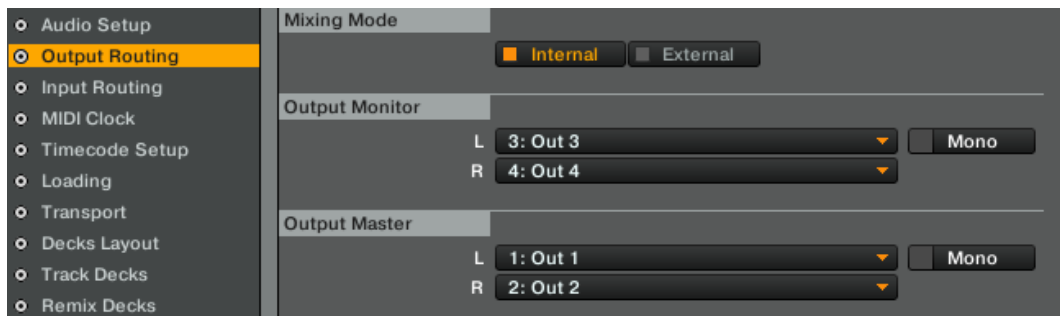 Audio Setup
Output Routing
Input Routing
MIDI Clock
Timecode Setup
Loading
Transport
Decks Layout
Track Decks
Remix Decks
Mixing Mode
Internal External
Output Monitor
L 3: Out 3 Mono
R 4: Out 4
Output Master
L 1: Out 1 Mono
R 2: Out 2